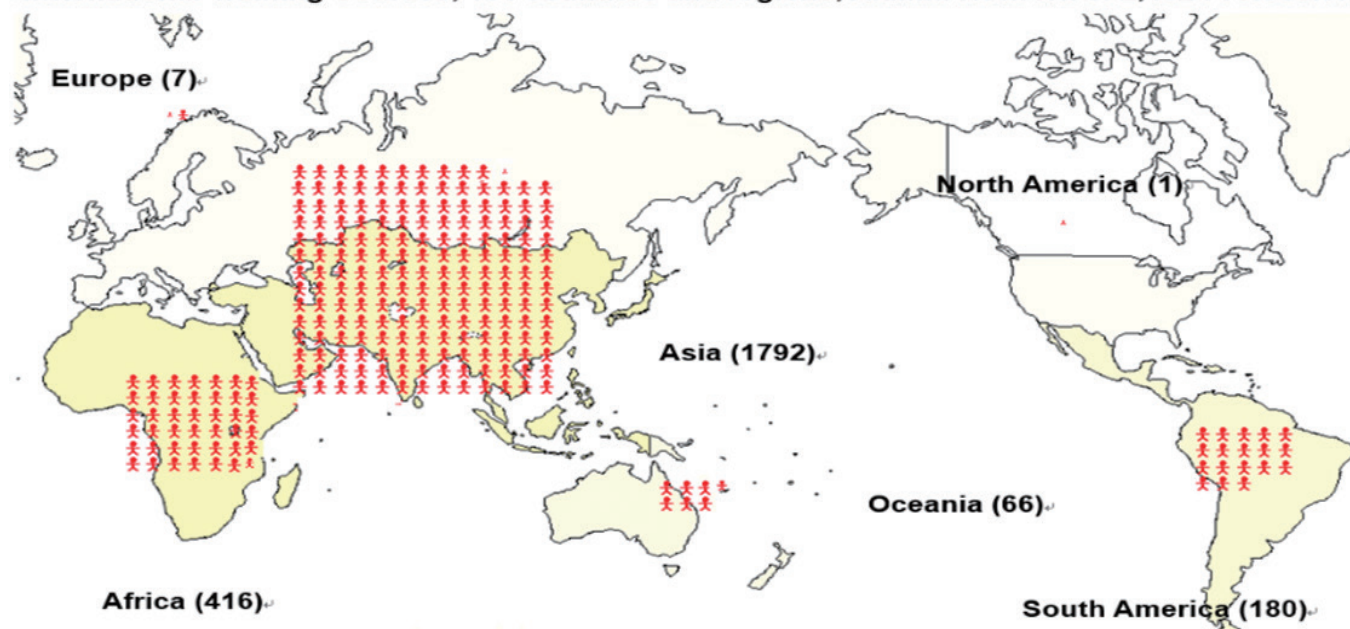 Europe (7)
North America (1)
Asia (1792)
Oceania (66)
Africa (416)
South America (180)